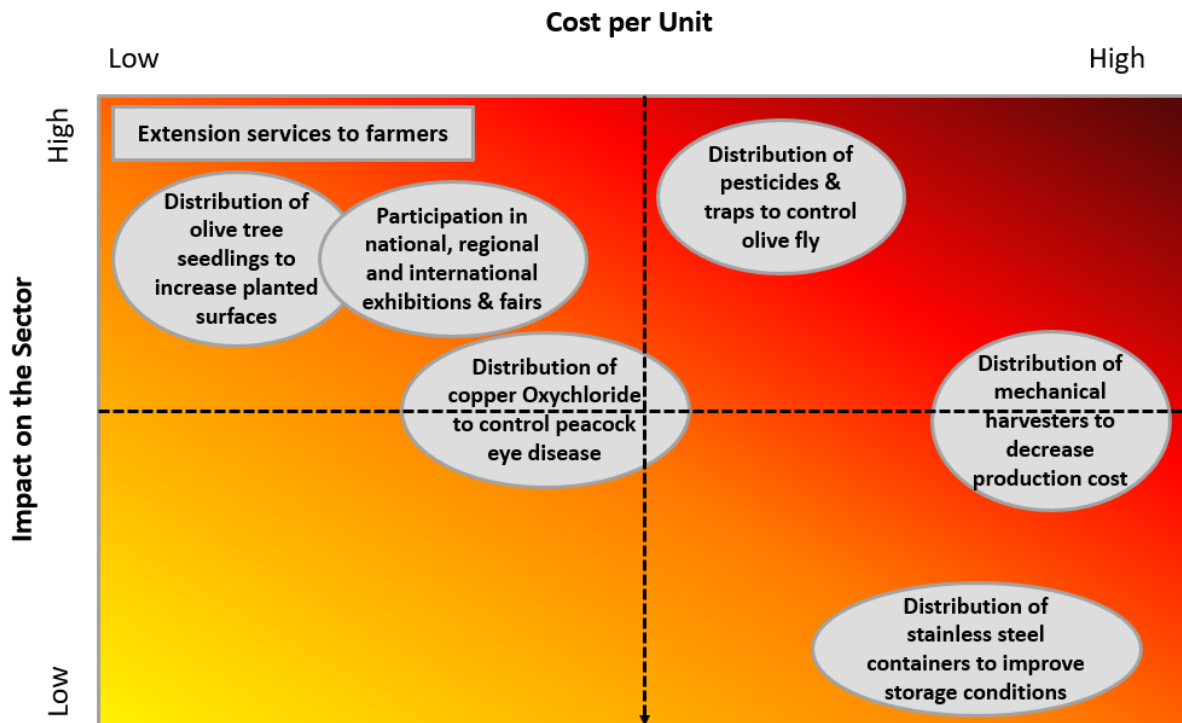 Cost per Unit
Low
High
High
Extension services to farmers
Distribution of
olive tree
seedlings to
increase planted
surfaces
Participation in
national, regional
and international
exhibitions & fairs
Distribution of
pesticides &
traps to control
olive fly
Impact on the Sector
Distribution of
copper Oxychloride
to control peacock
eye disease
Distribution of
mechanical
harvesters to
decrease
production cost
Distribution of
stainless steel
containers to improve
storage conditions
Low